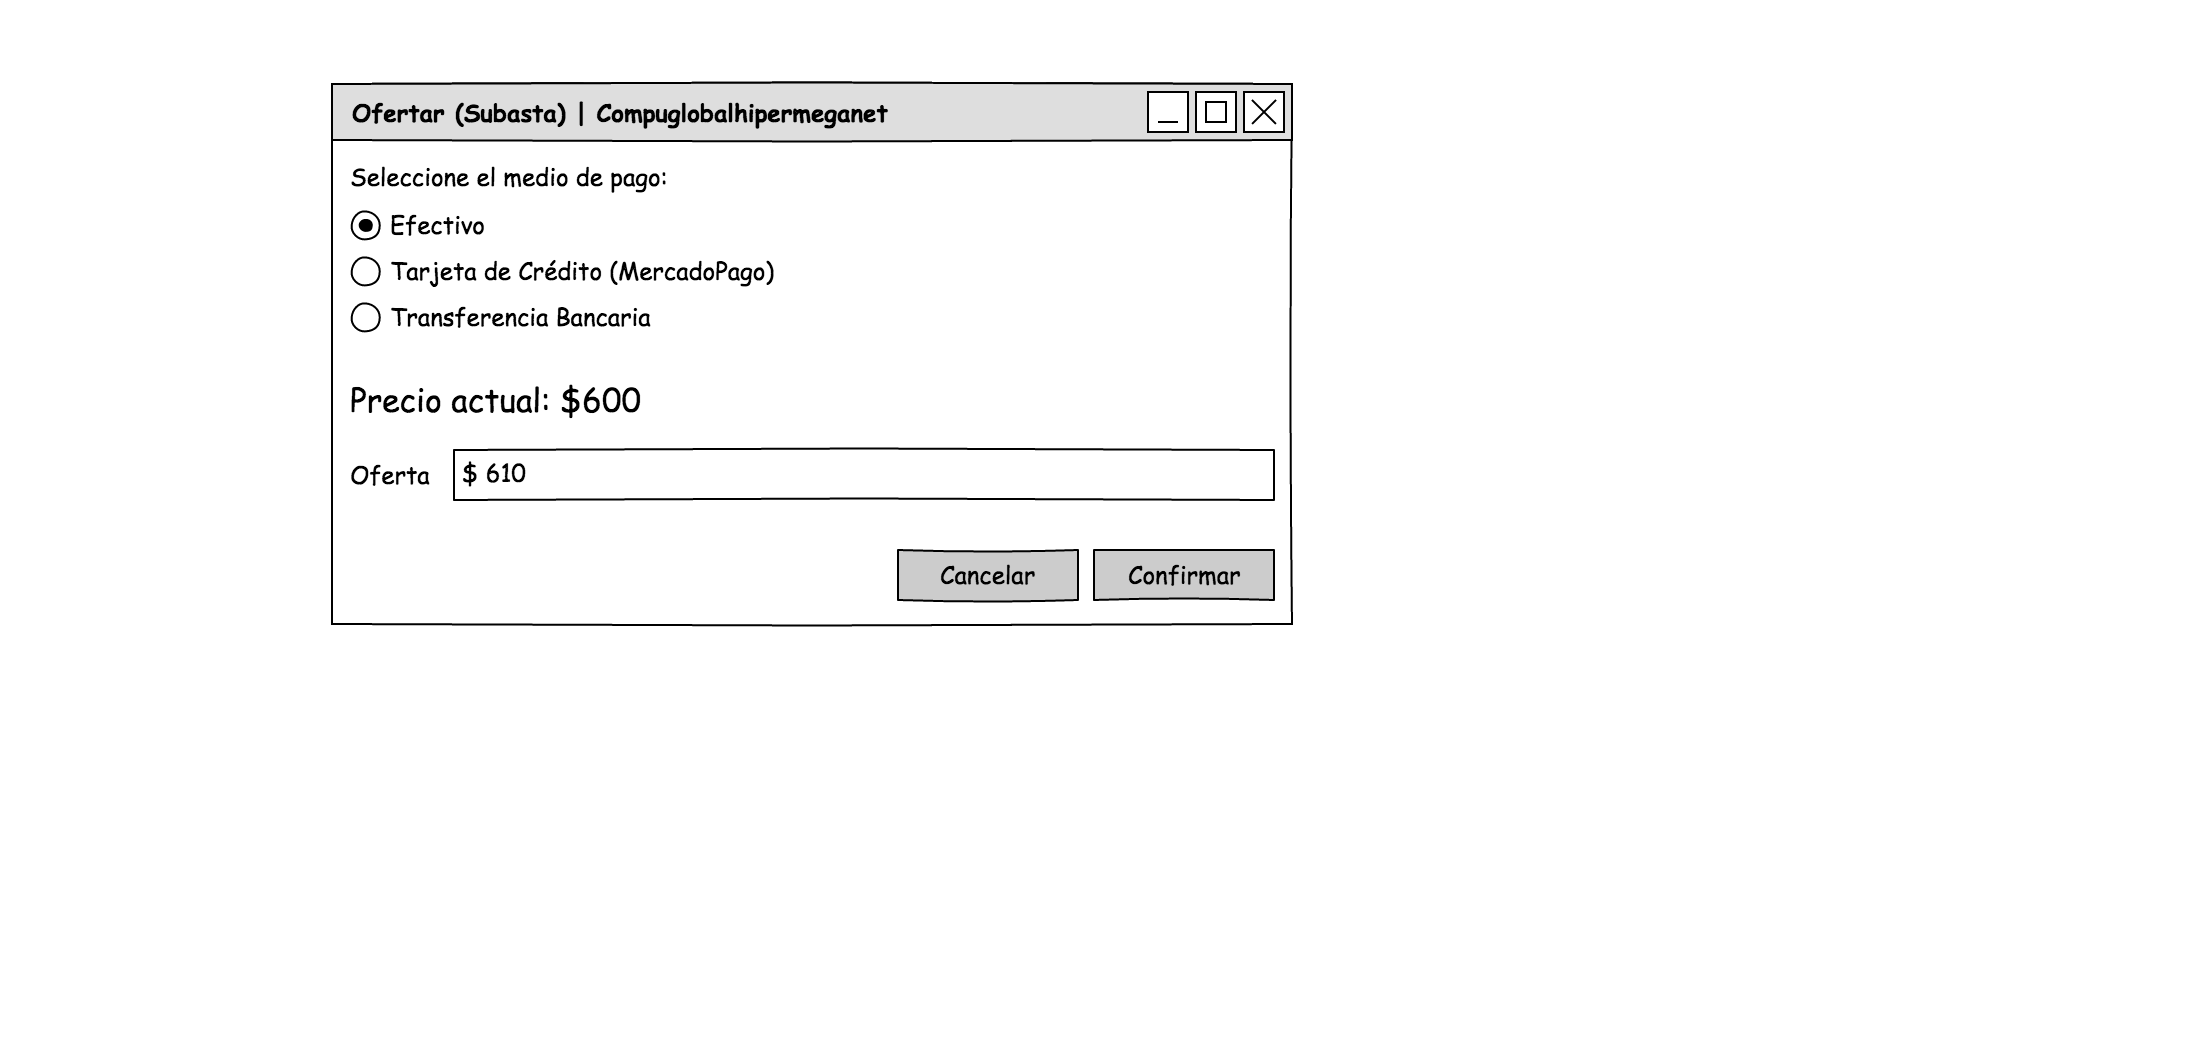 Ofertar (Subasta) | Compuglobalhipermeganet
Seleccione el medio de pago:
Efectivo
Tarjeta de Crédito (MercadoPago)
Transferencia Bancaria
Precio actual: $600
Oferta $ 610
Cancelar Confirmar